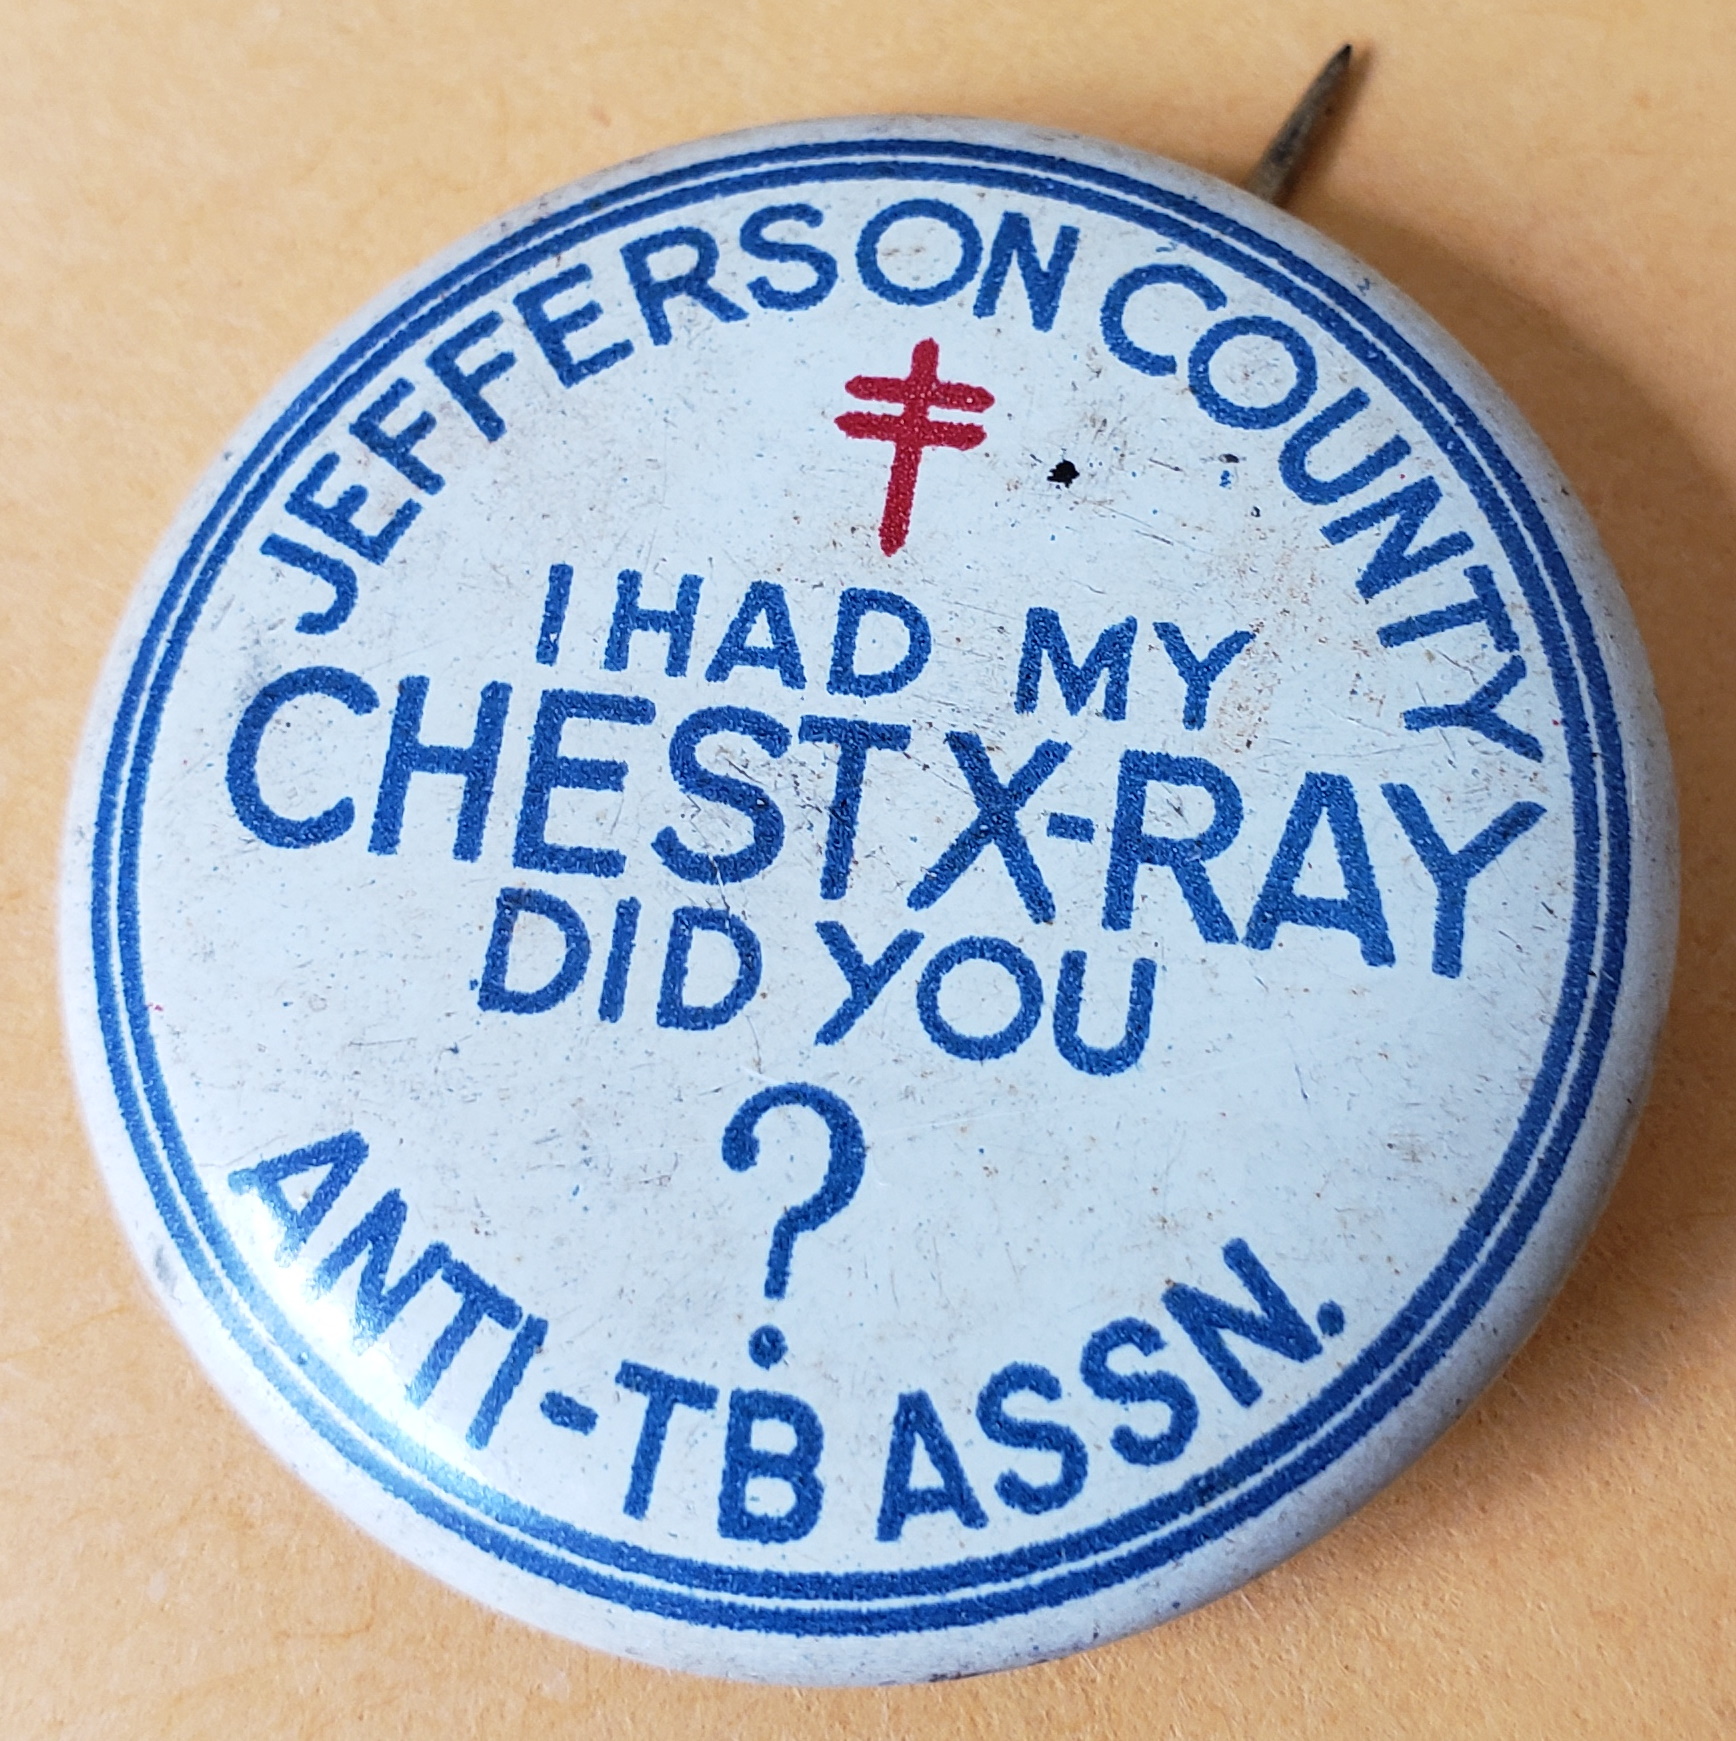 JEFFERSON COUNTY
I HAD MY
CHEST X-RAY
DID YOU
?
ANTI-TB ASSN.